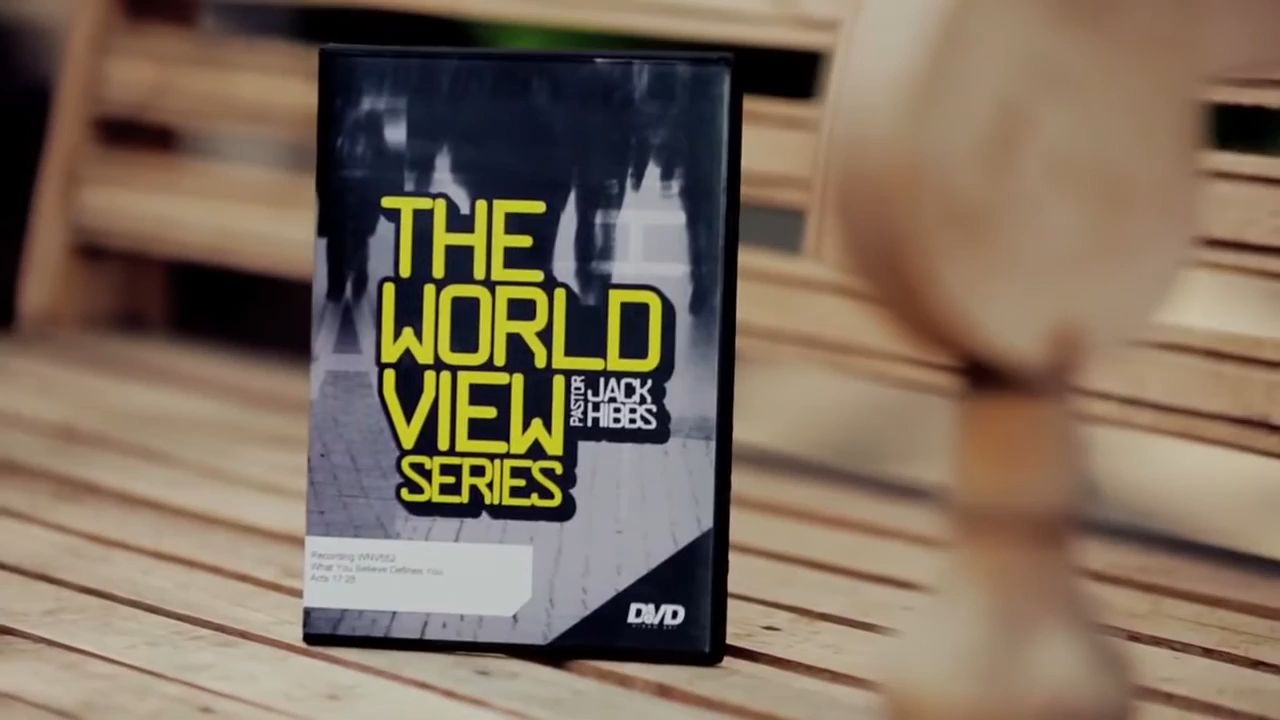 THE
WORLD
VIEW
PASTOR
JACK
HIBBS
SERIES
Recording WNV552
What You Believe Defines You
Acts 17:28
DVD